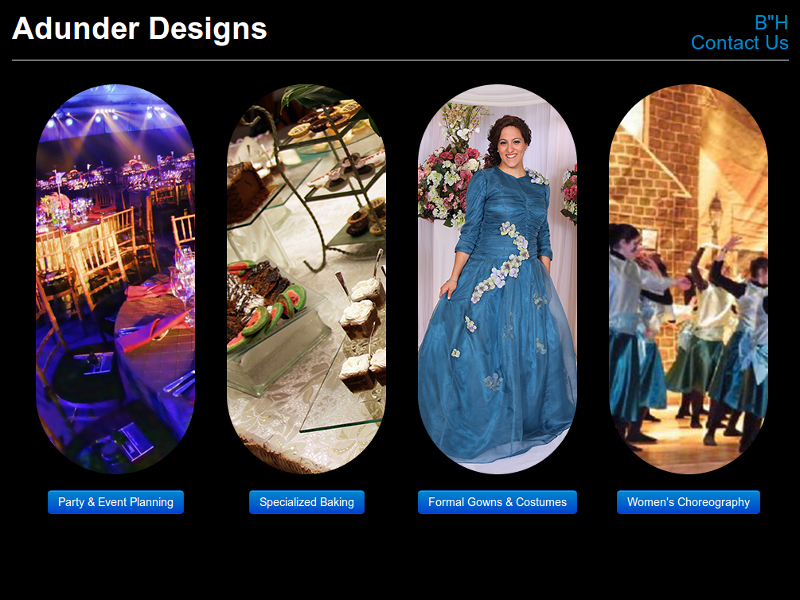 Adunder Designs
B"H
Contact Us
Party & Event Planning
Specialized Baking
Formal Gowns & Costumes
Women's Choreography